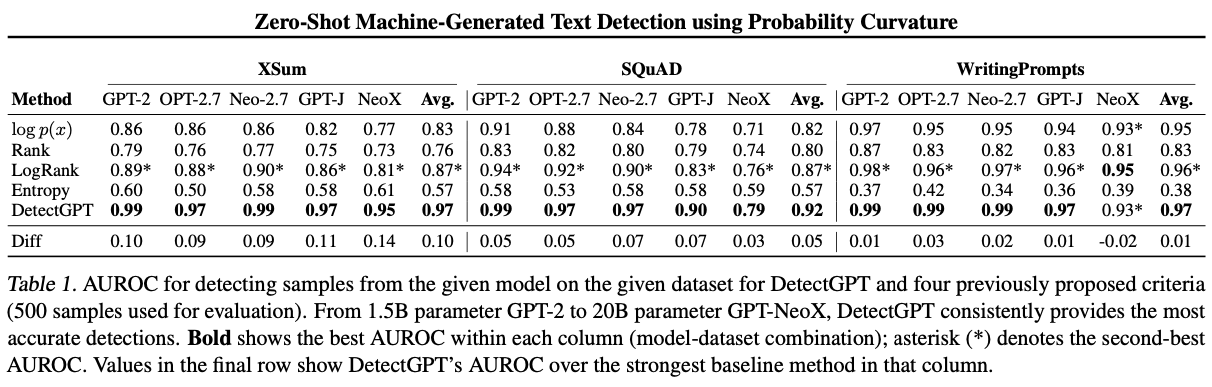 Zero-Shot Machine-Generated Text Detection using Probability Curvature
XSum SQuAD WritingPrompts
Method GPT-2 OPT-2.7 Neo-2.7 GPT-J NeoX Avg. GPT-2 OPT-2.7 Neo-2.7 GPT-J NeoX Avg. GPT-2 OPT-2.7 Neo-2.7 GPT-J NeoX Avg.
log p(x) 0.86 0.86 0.86 0.82 0.77 0.83 0.91 0.88 0.84 0.78 0.71 0.82 0.97 0.95 0.95 0.94 0.93* 0.95
Rank 0.79 0.76 0.77 0.75 0.73 0.76 0.83 0.82 0.80 0.79 0.74 0.80 0.87 0.83 0.82 0.83 0.81 0.83
LogRank 0.89* 0.88* 0.90* 0.86* 0.81* 0.87* 0.94* 0.92* 0.90* 0.83* 0.76* 0.87* 0.98* 0.96* 0.97* 0.96* 0.95 0.96*
Entropy 0.60 0.50 0.58 0.58 0.61 0.57 0.58 0.53 0.58 0.58 0.59 0.57 0.37 0.42 0.34 0.36 0.39 0.38
DetectGPT 0.99 0.97 0.99 0.97 0.95 0.97 0.99 0.97 0.97 0.90 0.79 0.92 0.99 0.99 0.99 0.97 0.93* 0.97
Diff 0.10 0.09 0.09 0.11 0.14 0.10 0.05 0.05 0.07 0.07 0.03 0.05 0.01 0.03 0.02 0.01 -0.02 0.01
Table 1. AUROC for detecting samples from the given model on the given dataset for DetectGPT and four previously proposed criteria
(500 samples used for evaluation). From 1.5B parameter GPT-2 to 20B parameter GPT-NeoX, DetectGPT consistently provides the most
accurate detections. Bold shows the best AUROC within each column (model-dataset combination); asterisk (*) denotes the second-best
AUROC. Values in the final row show DetectGPT's AUROC over the strongest baseline method in that column.